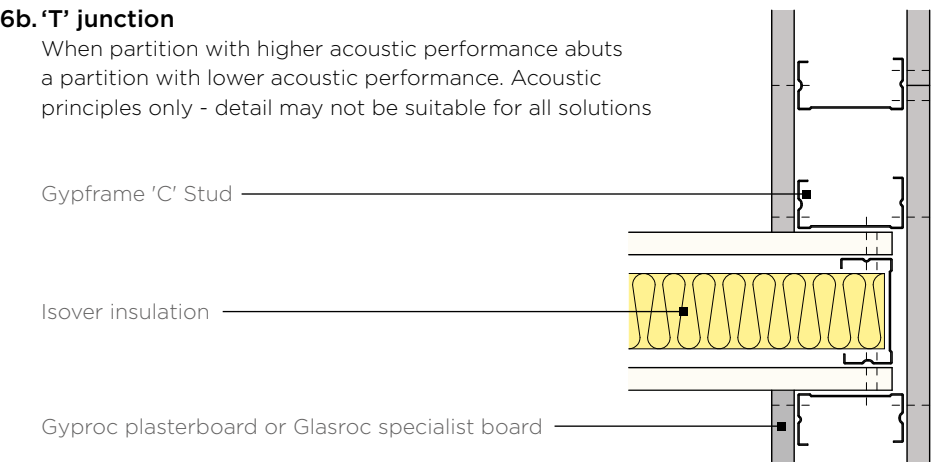 6b. ‘T’ junction
When partition with higher acoustic performance abuts
a partition with lower acoustic performance. Acoustic
principles only - detail may not be suitable for all solutions
Gypframe 'C' Stud
Isover insulation
Gyproc plasterboard or Glasroc specialist board